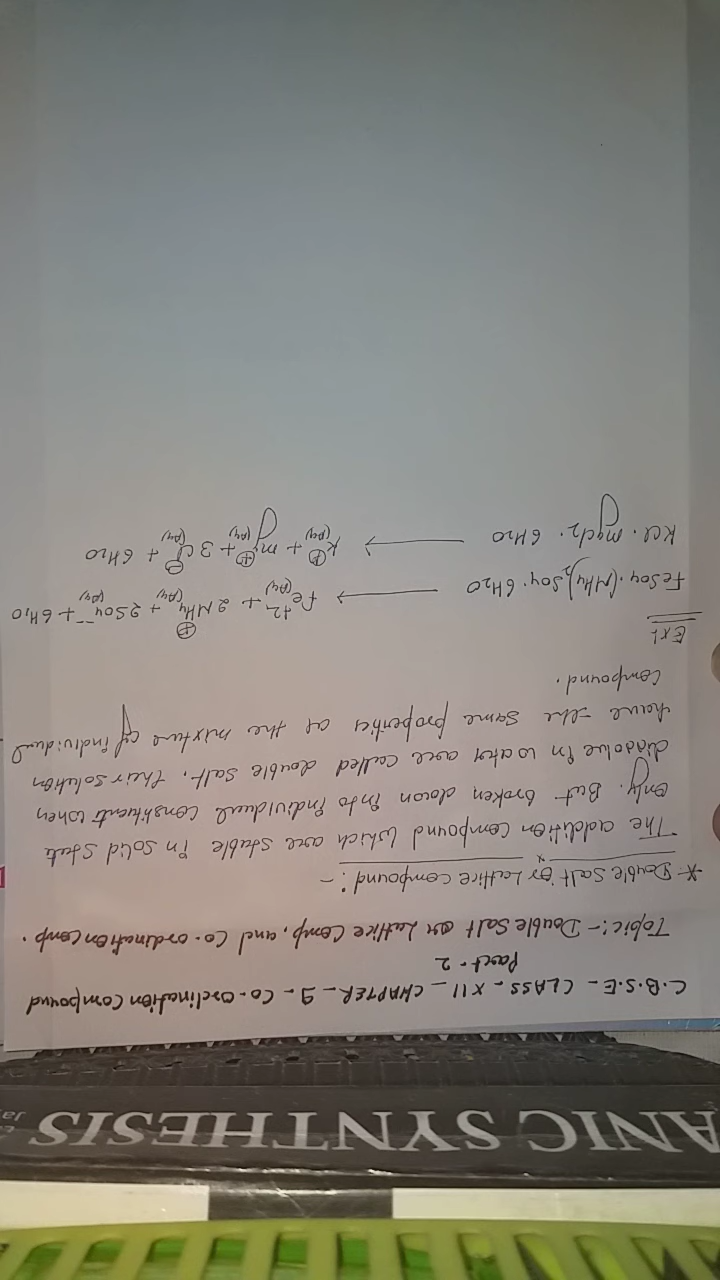 ANIC SYNTHESIS
C.B.S.E - CLASS - XII - CHAPTER - 9 - Co-ordination Compound
Part - 2
Topic:- Double Salt or Lattice Comp, and Co-ordination comp.
* Double Salt or Lattice compound:-
The addition compound which are stable in solid state
only. But broken down into individual constituent when
dissolve in water are called double salt. Their solution
have the same properties as the mixture of individual
Compound.
Ex:
FeSO4.(NH4)2SO4.6H2O ⟶ Fe+2(aq) + 2NH4⊕(aq) + 2SO4--(aq) + 6H2O
KCl.MgCl2.6H2O ⟶ K⊕(aq) + Mg⊕(aq) + 3Cl⊖(aq) + 6H2O